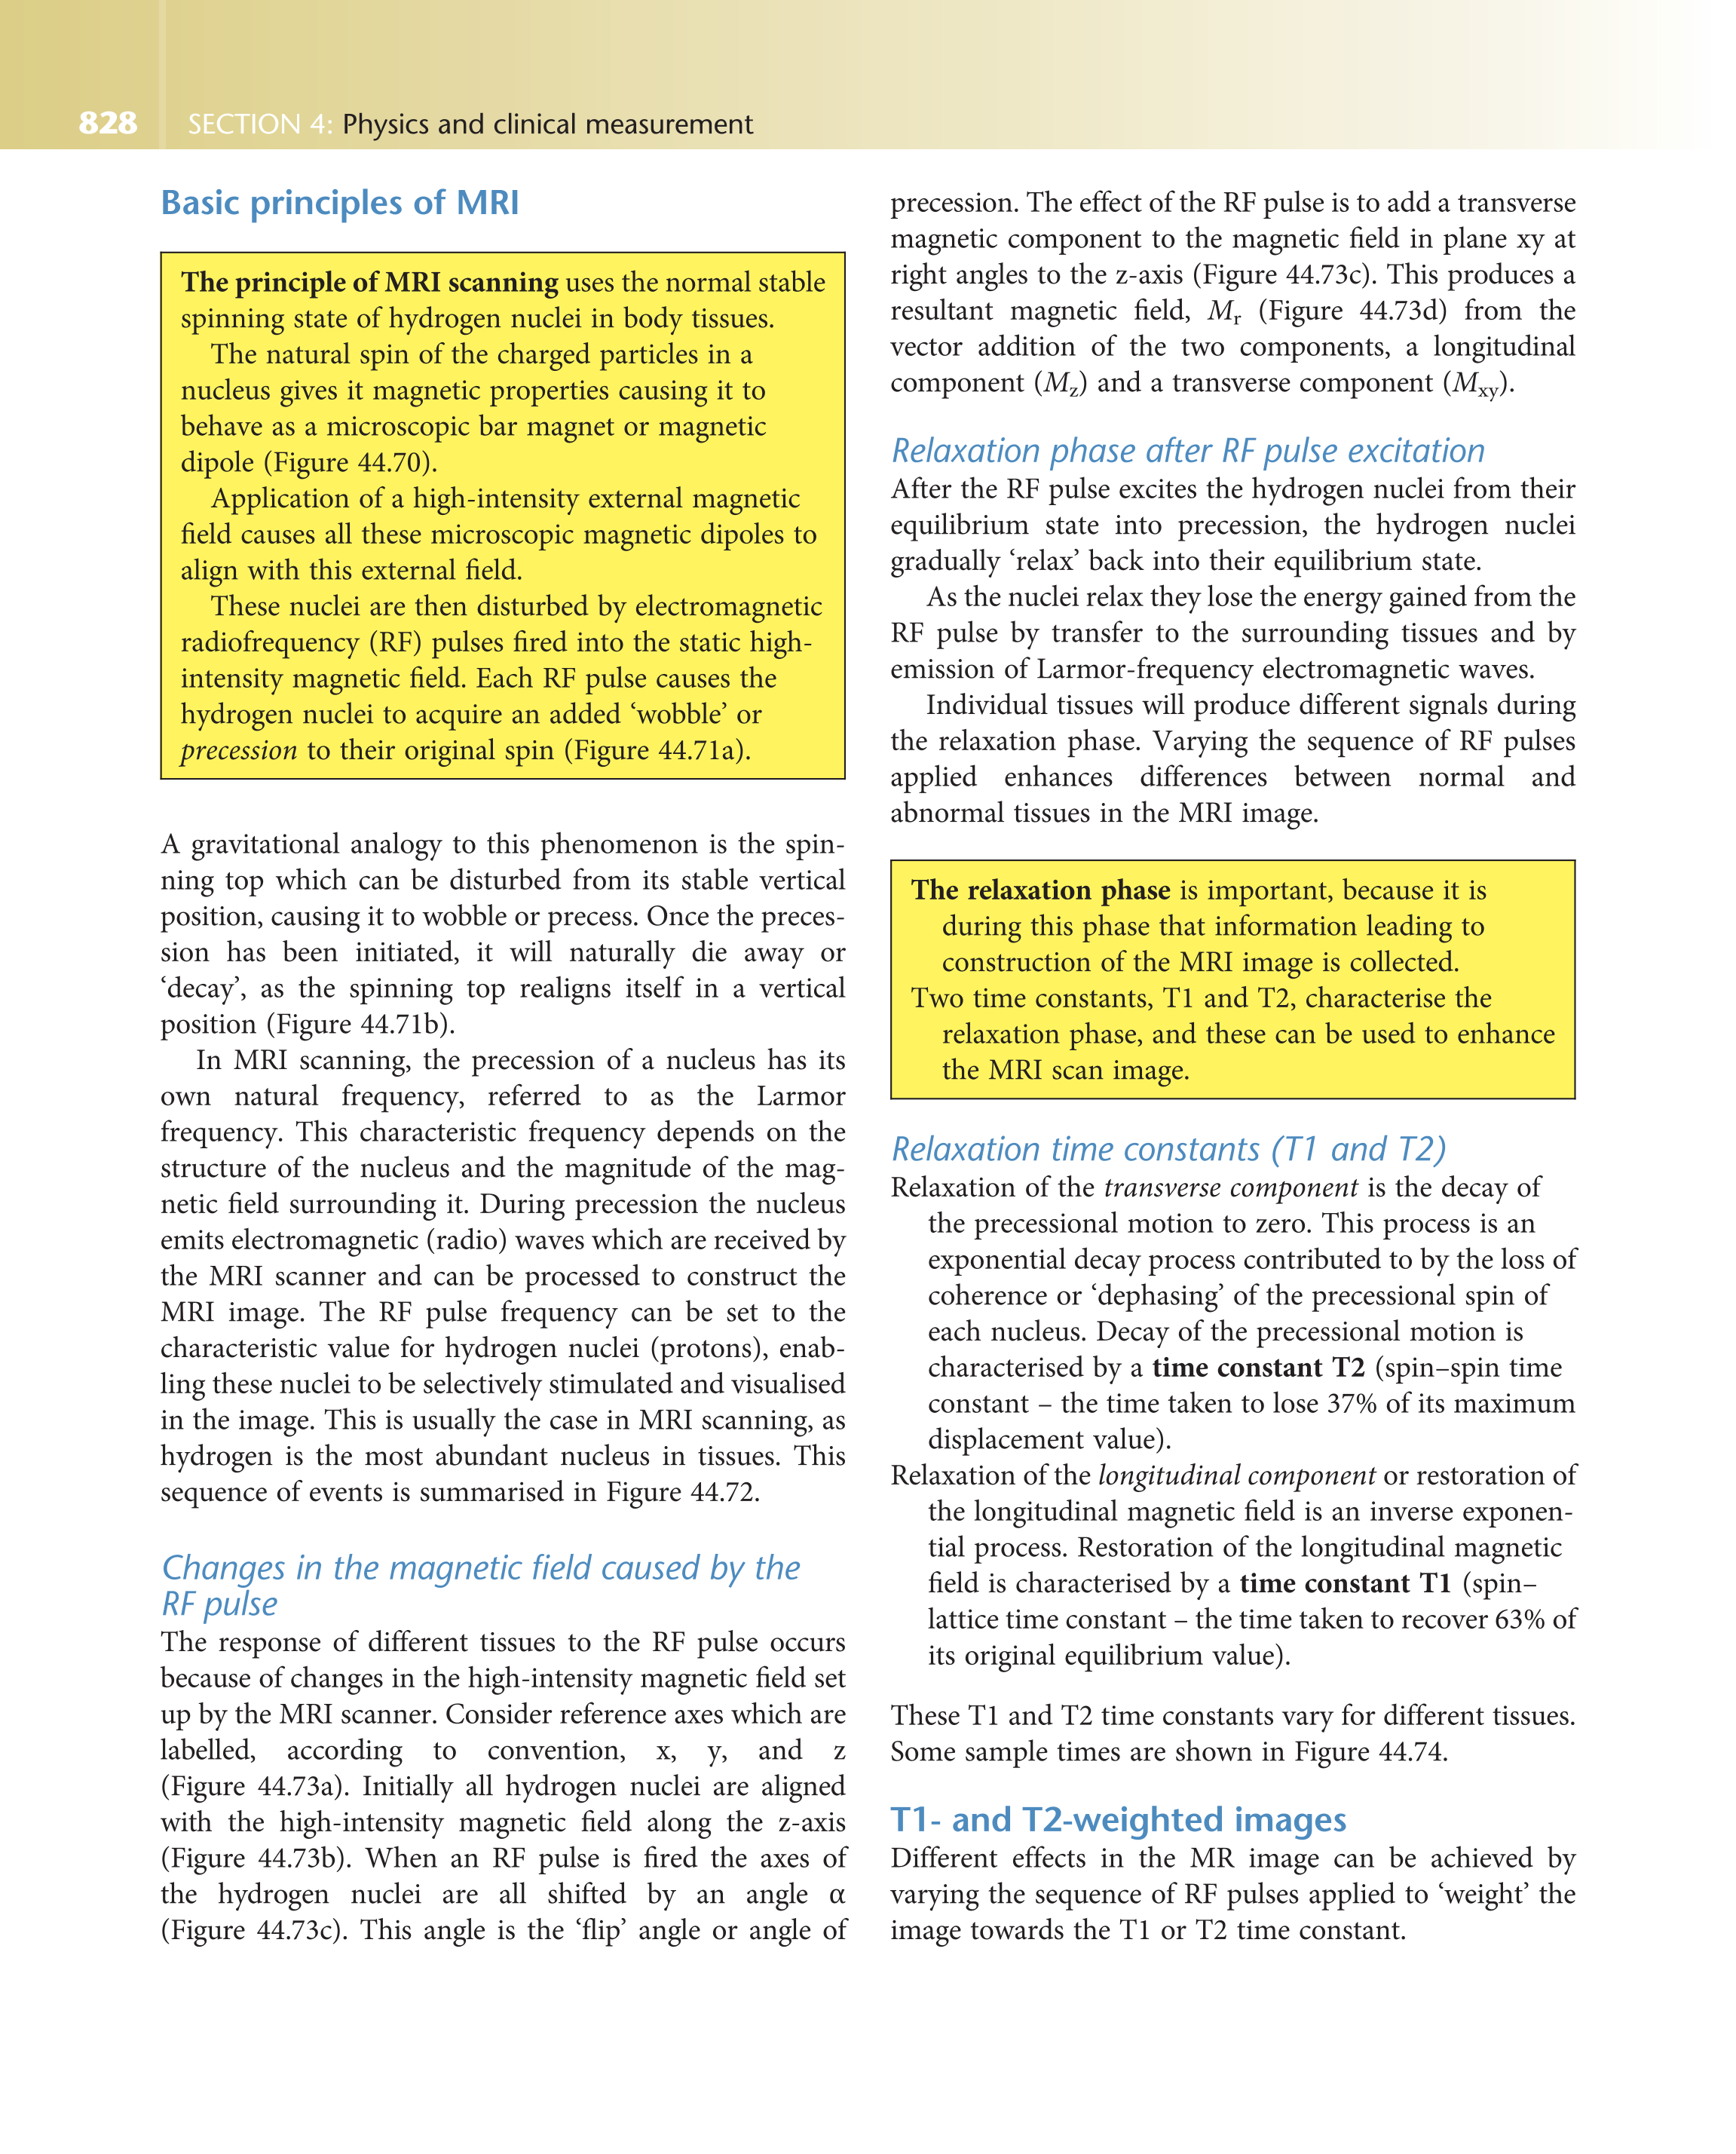 828 SECTION 4: Physics and clinical measurement
Basic principles of MRI
The principle of MRI scanning uses the normal stable
spinning state of hydrogen nuclei in body tissues.
The natural spin of the charged particles in a
nucleus gives it magnetic properties causing it to
behave as a microscopic bar magnet or magnetic
dipole (Figure 44.70).
Application of a high-intensity external magnetic
field causes all these microscopic magnetic dipoles to
align with this external field.
These nuclei are then disturbed by electromagnetic
radiofrequency (RF) pulses fired into the static high-
intensity magnetic field. Each RF pulse causes the
hydrogen nuclei to acquire an added ‘wobble’ or
precession to their original spin (Figure 44.71a).
A gravitational analogy to this phenomenon is the spin-
ning top which can be disturbed from its stable vertical
position, causing it to wobble or precess. Once the preces-
sion has been initiated, it will naturally die away or
‘decay’, as the spinning top realigns itself in a vertical
position (Figure 44.71b).
In MRI scanning, the precession of a nucleus has its
own natural frequency, referred to as the Larmor
frequency. This characteristic frequency depends on the
structure of the nucleus and the magnitude of the mag-
netic field surrounding it. During precession the nucleus
emits electromagnetic (radio) waves which are received by
the MRI scanner and can be processed to construct the
MRI image. The RF pulse frequency can be set to the
characteristic value for hydrogen nuclei (protons), enab-
ling these nuclei to be selectively stimulated and visualised
in the image. This is usually the case in MRI scanning, as
hydrogen is the most abundant nucleus in tissues. This
sequence of events is summarised in Figure 44.72.
Changes in the magnetic field caused by the
RF pulse
The response of different tissues to the RF pulse occurs
because of changes in the high-intensity magnetic field set
up by the MRI scanner. Consider reference axes which are
labelled, according to convention, x, y, and z
(Figure 44.73a). Initially all hydrogen nuclei are aligned
with the high-intensity magnetic field along the z-axis
(Figure 44.73b). When an RF pulse is fired the axes of
the hydrogen nuclei are all shifted by an angle α
(Figure 44.73c). This angle is the ‘flip’ angle or angle of
precession. The effect of the RF pulse is to add a transverse
magnetic component to the magnetic field in plane xy at
right angles to the z-axis (Figure 44.73c). This produces a
resultant magnetic field, Mr (Figure 44.73d) from the
vector addition of the two components, a longitudinal
component (Mz) and a transverse component (Mxy).
Relaxation phase after RF pulse excitation
After the RF pulse excites the hydrogen nuclei from their
equilibrium state into precession, the hydrogen nuclei
gradually ‘relax’ back into their equilibrium state.
As the nuclei relax they lose the energy gained from the
RF pulse by transfer to the surrounding tissues and by
emission of Larmor-frequency electromagnetic waves.
Individual tissues will produce different signals during
the relaxation phase. Varying the sequence of RF pulses
applied enhances differences between normal and
abnormal tissues in the MRI image.
The relaxation phase is important, because it is
during this phase that information leading to
construction of the MRI image is collected.
Two time constants, T1 and T2, characterise the
relaxation phase, and these can be used to enhance
the MRI scan image.
Relaxation time constants (T1 and T2)
Relaxation of the transverse component is the decay of
the precessional motion to zero. This process is an
exponential decay process contributed to by the loss of
coherence or ‘dephasing’ of the precessional spin of
each nucleus. Decay of the precessional motion is
characterised by a time constant T2 (spin–spin time
constant – the time taken to lose 37% of its maximum
displacement value).
Relaxation of the longitudinal component or restoration of
the longitudinal magnetic field is an inverse exponen-
tial process. Restoration of the longitudinal magnetic
field is characterised by a time constant T1 (spin–
lattice time constant – the time taken to recover 63% of
its original equilibrium value).
These T1 and T2 time constants vary for different tissues.
Some sample times are shown in Figure 44.74.
T1- and T2-weighted images
Different effects in the MR image can be achieved by
varying the sequence of RF pulses applied to ‘weight’ the
image towards the T1 or T2 time constant.